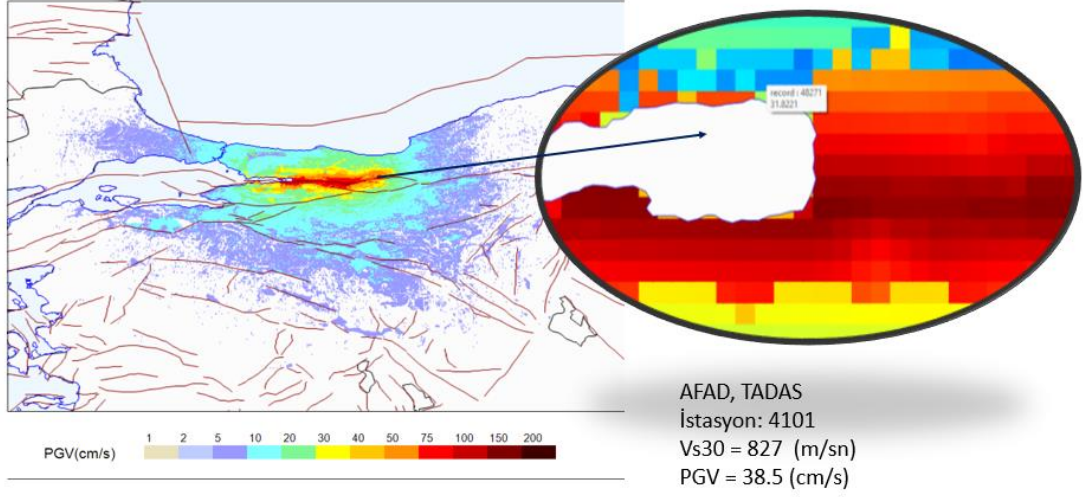 record : 48271
31.8221
AFAD, TADAS
İstasyon: 4101
Vs30 = 827 (m/sn)
PGV = 38.5 (cm/s)
PGV(cm/s)
1 2 5 10 20 30 40 50 75 100 150 200